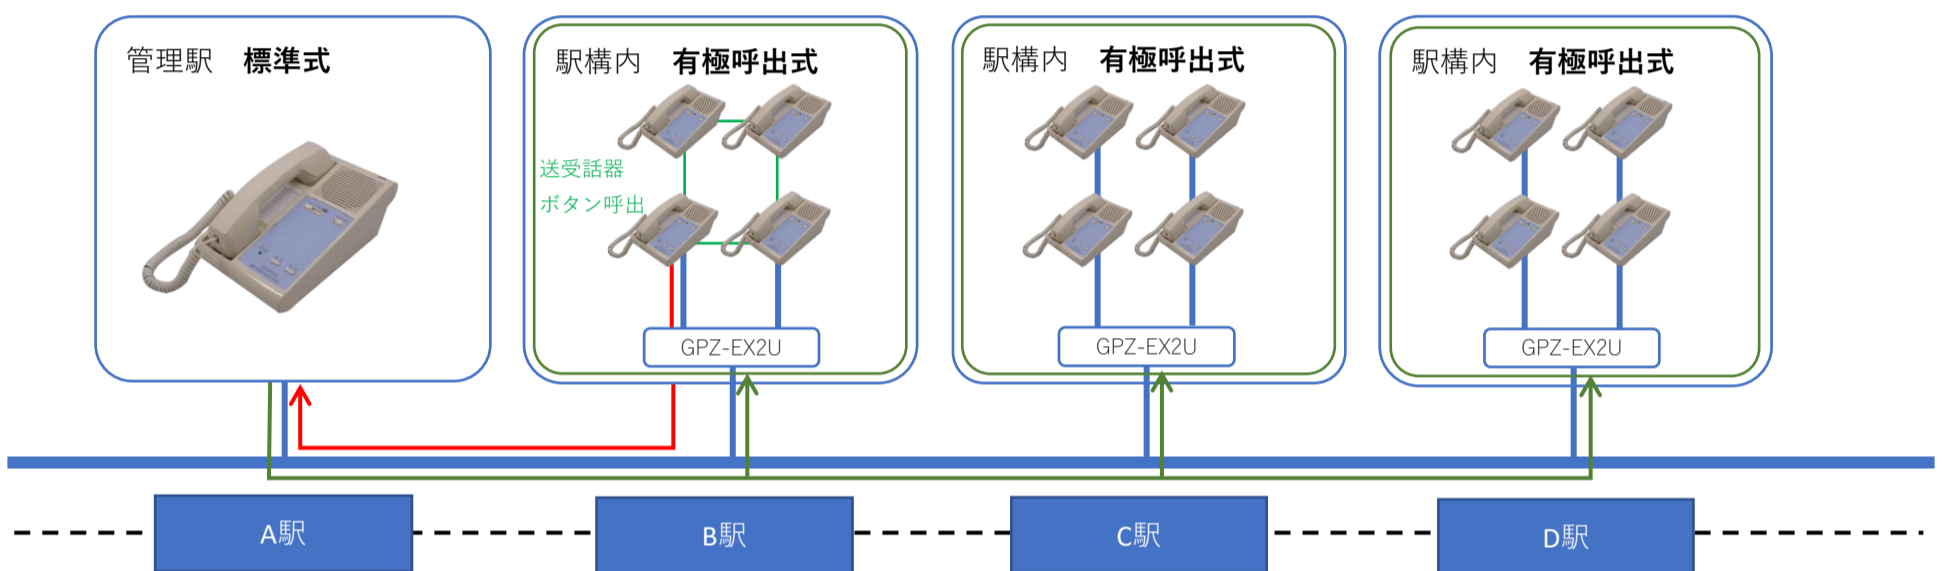 管理駅 標準式
駅構内 有極呼出式
送受話器
ボタン呼出
GPZ-EX2U
駅構内 有極呼出式
GPZ-EX2U
駅構内 有極呼出式
GPZ-EX2U
A駅
B駅
C駅
D駅